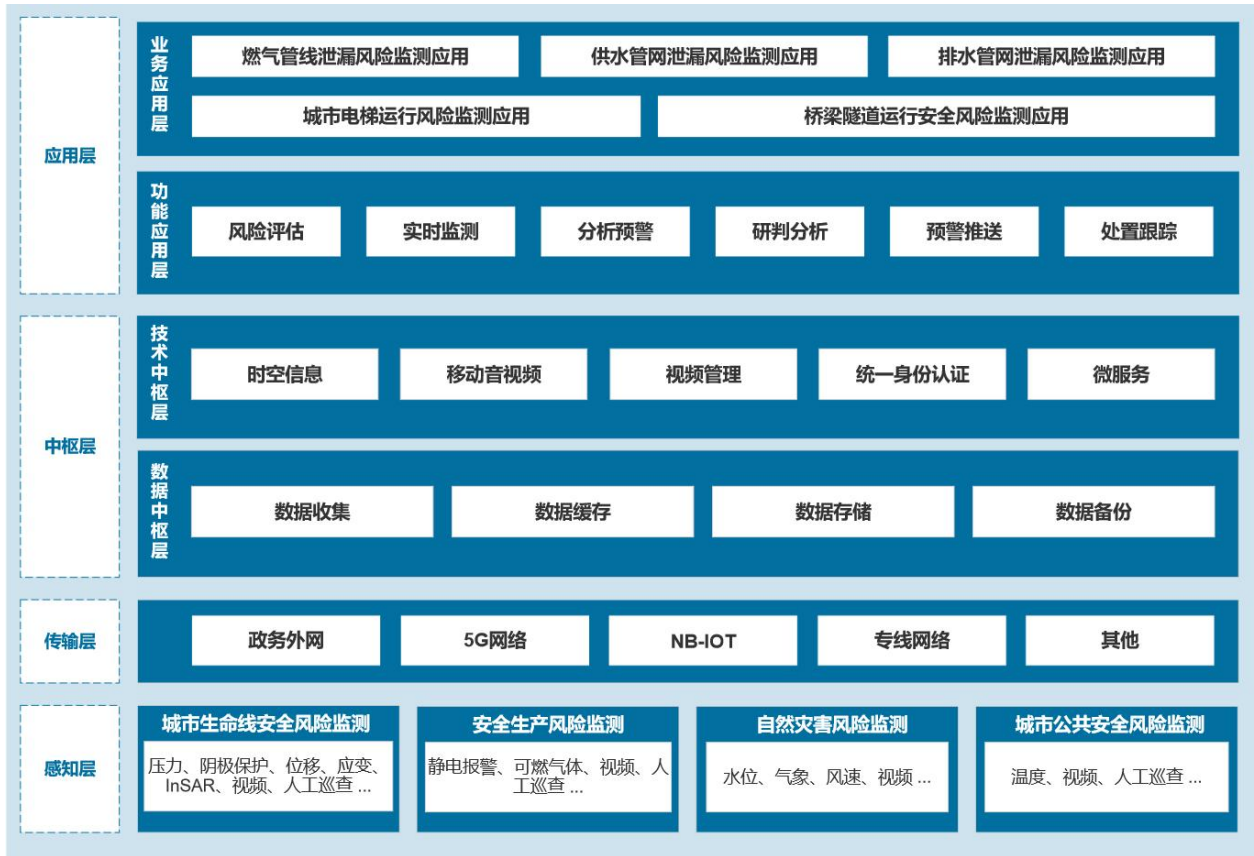 应用层
业务应用层
燃气管线泄漏风险监测应用
供水管网泄漏风险监测应用
排水管网泄漏风险监测应用
城市电梯运行风险监测应用
桥梁隧道运行安全风险监测应用
功能应用层
风险评估
实时监测
分析预警
研判分析
预警推送
处置跟踪
中枢层
技术中枢层
时空信息
移动音视频
视频管理
统一身份认证
微服务
数据中枢层
数据收集
数据缓存
数据存储
数据备份
传输层
政务外网
5G网络
NB-IOT
专线网络
其他
感知层
城市生命线安全风险监测
压力、阴极保护、位移、应变、
InSAR、视频、人工巡查 ...
安全生产风险监测
静电报警、可燃气体、视频、人
工巡查 ...
自然灾害风险监测
水位、气象、风速、视频 ...
城市公共安全风险监测
温度、视频、人工巡查 ...